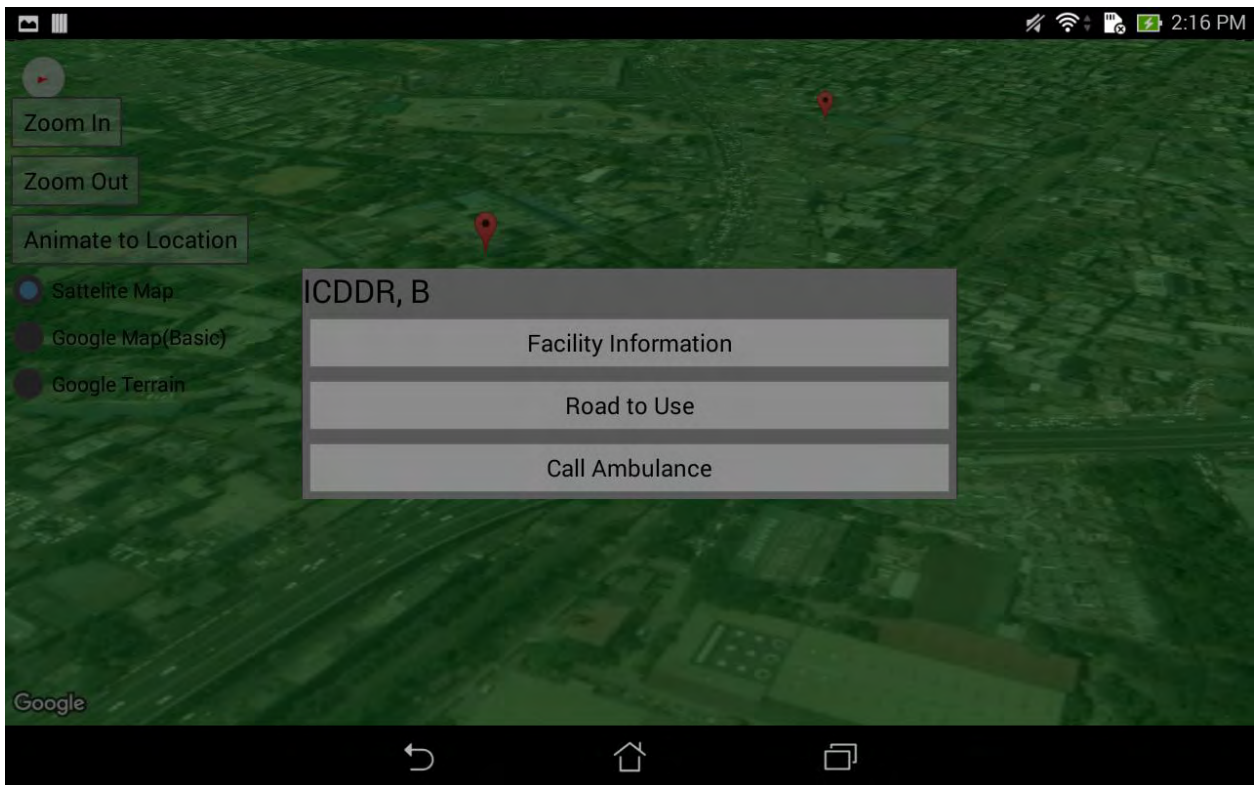 2:16 PM
Zoom In
Zoom Out
Animate to Location
Sattelite Map
Google Map(Basic)
Google Terrain
ICDDR, B
Facility Information
Road to Use
Call Ambulance
Google